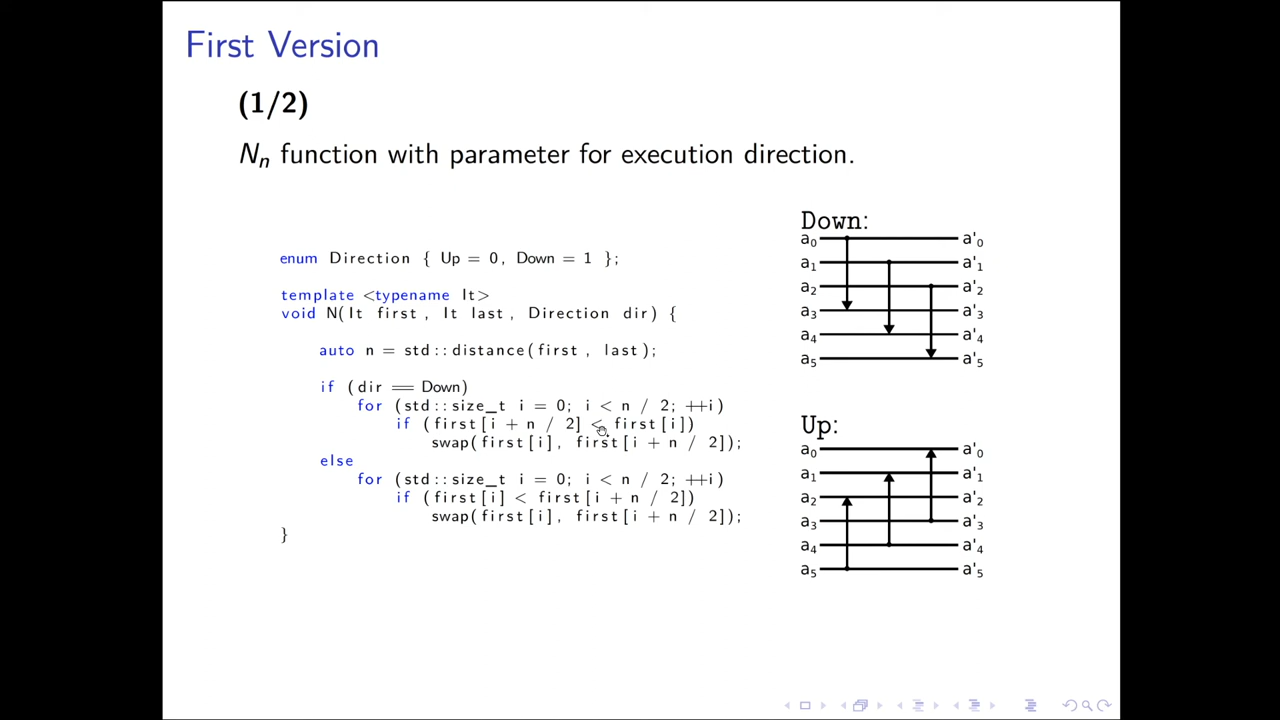 First Version
(1/2)
Nn function with parameter for execution direction.
enum Direction { Up = 0, Down = 1 };
template <typename It>
void N(It first, It last, Direction dir) {
auto n = std::distance(first, last);
if (dir == Down)
for (std::size_t i = 0; i < n / 2; ++i)
if (first[i + n / 2] < first[i])
swap(first[i], first[i + n / 2]);
else
for (std::size_t i = 0; i < n / 2; ++i)
if (first[i] < first[i + n / 2])
swap(first[i], first[i + n / 2]);
}
Down:
a0 a'0
a1 a'1
a2 a'2
a3 a'3
a4 a'4
a5 a'5
Up:
a0 a'0
a1 a'1
a2 a'2
a3 a'3
a4 a'4
a5 a'5